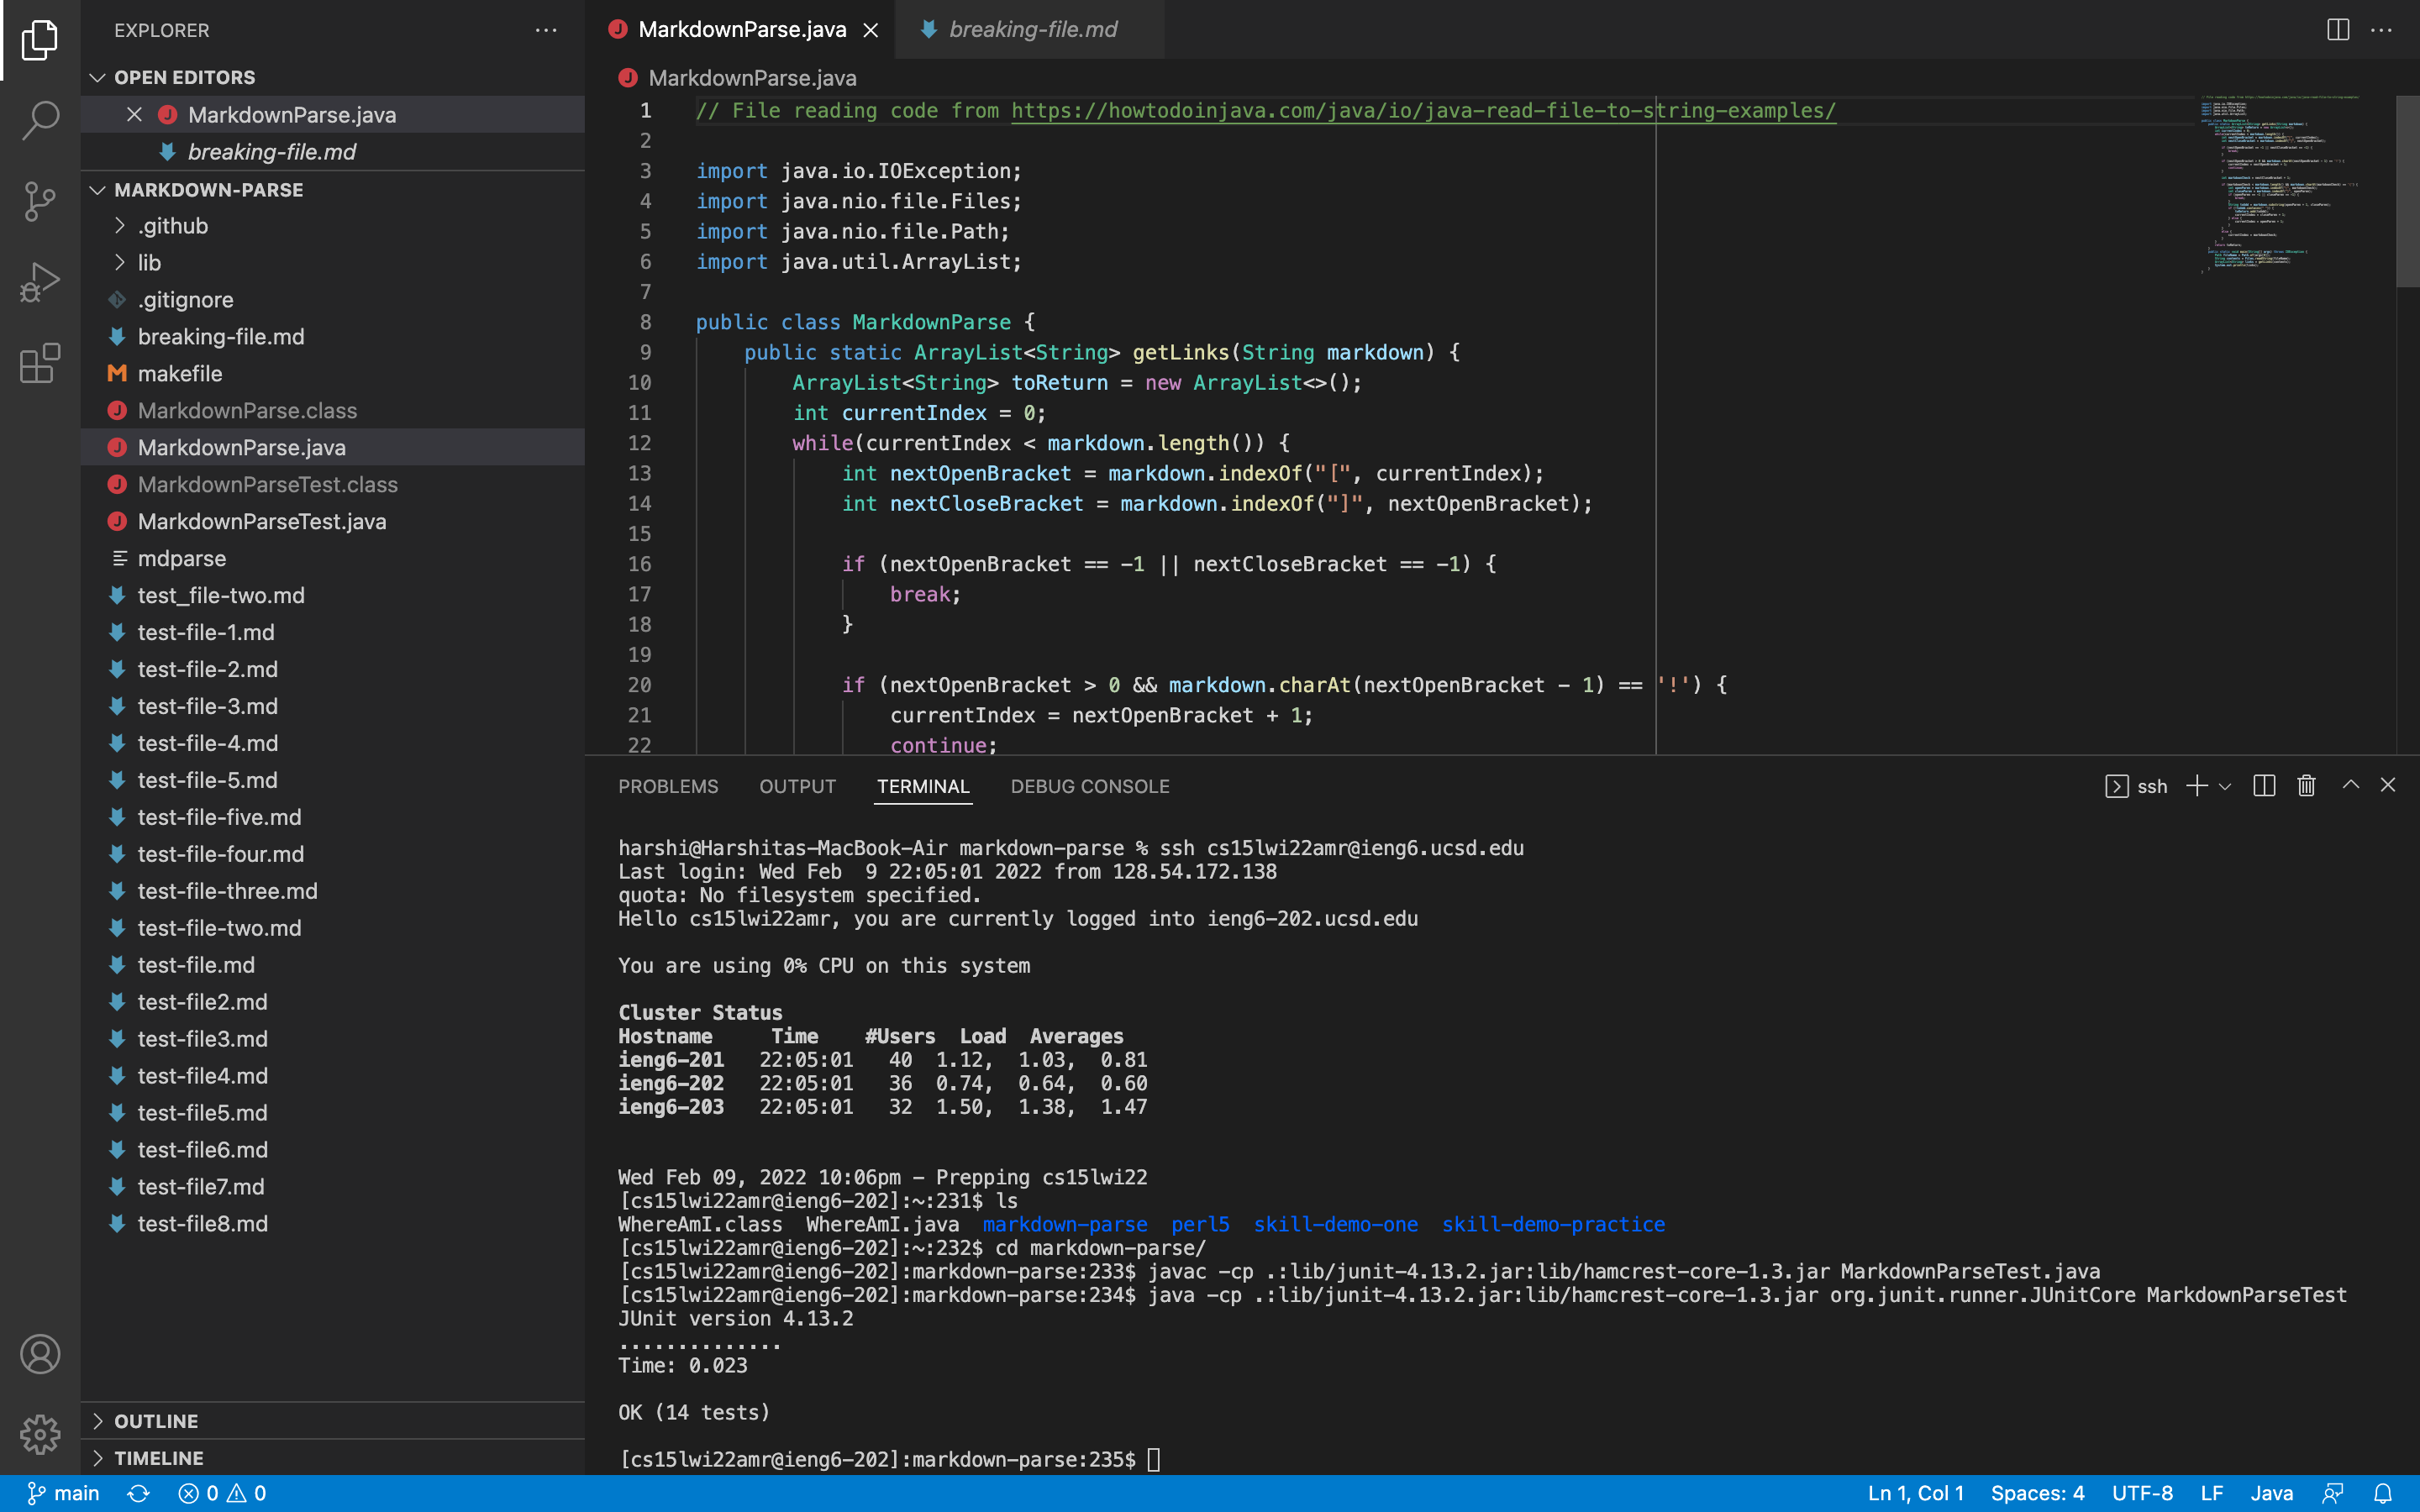 EXPLORER
OPEN EDITORS
MarkdownParse.java
breaking-file.md
MARKDOWN-PARSE
.github
lib
.gitignore
breaking-file.md
makefile
MarkdownParse.class
MarkdownParse.java
MarkdownParseTest.class
MarkdownParseTest.java
mdparse
test_file-two.md
test-file-1.md
test-file-2.md
test-file-3.md
test-file-4.md
test-file-5.md
test-file-five.md
test-file-four.md
test-file-three.md
test-file-two.md
test-file.md
test-file2.md
test-file3.md
test-file4.md
test-file5.md
test-file6.md
test-file7.md
test-file8.md
OUTLINE
TIMELINE
MarkdownParse.java breaking-file.md
MarkdownParse.java
1 // File reading code from https://howtodoinjava.com/java/io/java-read-file-to-string-examples/
2
3 import java.io.IOException;
4 import java.nio.file.Files;
5 import java.nio.file.Path;
6 import java.util.ArrayList;
7
8 public class MarkdownParse {
9 public static ArrayList<String> getLinks(String markdown) {
10 ArrayList<String> toReturn = new ArrayList<>();
11 int currentIndex = 0;
12 while(currentIndex < markdown.length()) {
13 int nextOpenBracket = markdown.indexOf("[", currentIndex);
14 int nextCloseBracket = markdown.indexOf("]", nextOpenBracket);
15
16 if (nextOpenBracket == -1 || nextCloseBracket == -1) {
17 break;
18 }
19
20 if (nextOpenBracket > 0 && markdown.charAt(nextOpenBracket - 1) == '!') {
21 currentIndex = nextOpenBracket + 1;
22 continue;
PROBLEMS OUTPUT TERMINAL DEBUG CONSOLE ssh
harshi@Harshitas-MacBook-Air markdown-parse % ssh cs15lwi22amr@ieng6.ucsd.edu
Last login: Wed Feb  9 22:05:01 2022 from 128.54.172.138
quota: No filesystem specified.
Hello cs15lwi22amr, you are currently logged into ieng6-202.ucsd.edu
You are using 0% CPU on this system
Cluster Status
Hostname Time #Users Load Averages
ieng6-201 22:05:01 40 1.12, 1.03, 0.81
ieng6-202 22:05:01 36 0.74, 0.64, 0.60
ieng6-203 22:05:01 32 1.50, 1.38, 1.47
Wed Feb 09, 2022 10:06pm - Prepping cs15lwi22
[cs15lwi22amr@ieng6-202]:~:231$ ls
WhereAmI.class WhereAmI.java markdown-parse perl5 skill-demo-one skill-demo-practice
[cs15lwi22amr@ieng6-202]:~:232$ cd markdown-parse/
[cs15lwi22amr@ieng6-202]:markdown-parse:233$ javac -cp .:lib/junit-4.13.2.jar:lib/hamcrest-core-1.3.jar MarkdownParseTest.java
[cs15lwi22amr@ieng6-202]:markdown-parse:234$ java -cp .:lib/junit-4.13.2.jar:lib/hamcrest-core-1.3.jar org.junit.runner.JUnitCore MarkdownParseTest
JUnit version 4.13.2
..............
Time: 0.023
OK (14 tests)
[cs15lwi22amr@ieng6-202]:markdown-parse:235$
main 0 0 Ln 1, Col 1 Spaces: 4 UTF-8 LF Java